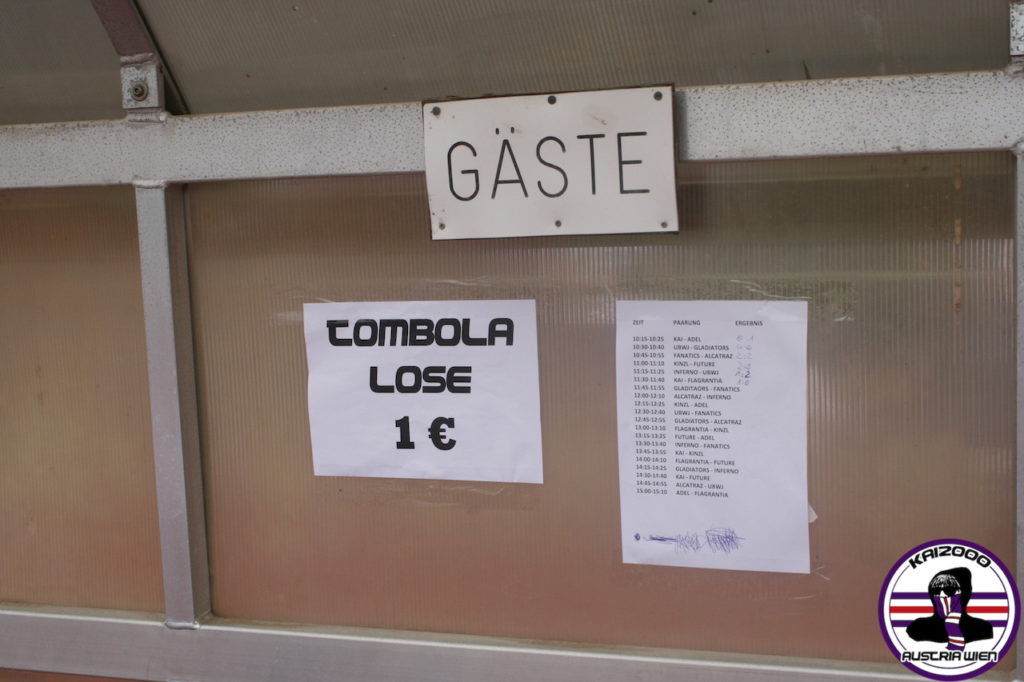 GÄSTE
TOMBOLA
LOSE
1 €
ZEIT PAARUNG ERGEBNIS
10:15-10:25 KAI - ADEL
10:30-10:40 UBWJ - GLADIATORS
10:45-10:55 FANATICS - ALCATRAZ
11:00-11:10 KINZL - FUTURE
11:15-11:25 INFERNO - UBWJ
11:30-11:40 KAI - FLAGRANTIA
11:45-11:55 GLADITAORS - FANATICS
12:00-12:10 ALCATRAZ - INFERNO
12:15-12:25 KINZL - ADEL
12:30-12:40 UBWJ - FANATICS
12:45-12:55 GLADIATORS - ALCATRAZ
13:00-13:10 FLAGRANTIA - KINZL
13:15-13:25 FUTURE - ADEL
13:30-13:40 INFERNO - FANATICS
13:45-13:55 KAI - KINZL
14:00-14:10 FLAGRANTIA - FUTURE
14:15-14:25 GLADIATORS - INFERNO
14:30-14:40 KAI - FUTURE
14:45-14:55 ALCATRAZ - UBWJ
15:00-15:10 ADEL - FLAGRANTIA
KAI2000
AUSTRIA WIEN